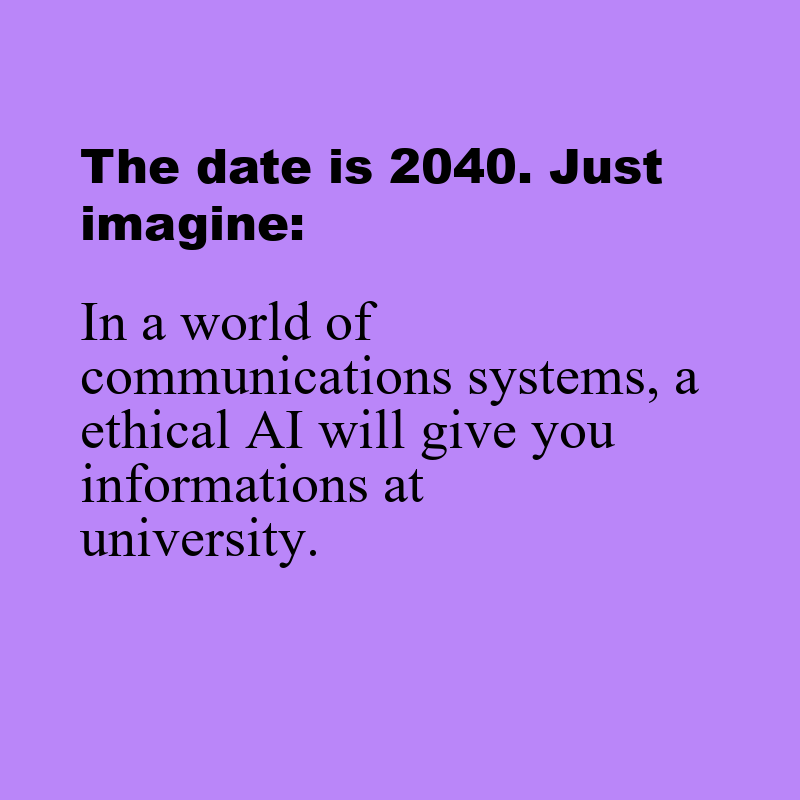 The date is 2040. Just
imagine:
In a world of
communications systems, a
ethical AI will give you
informations at
university.